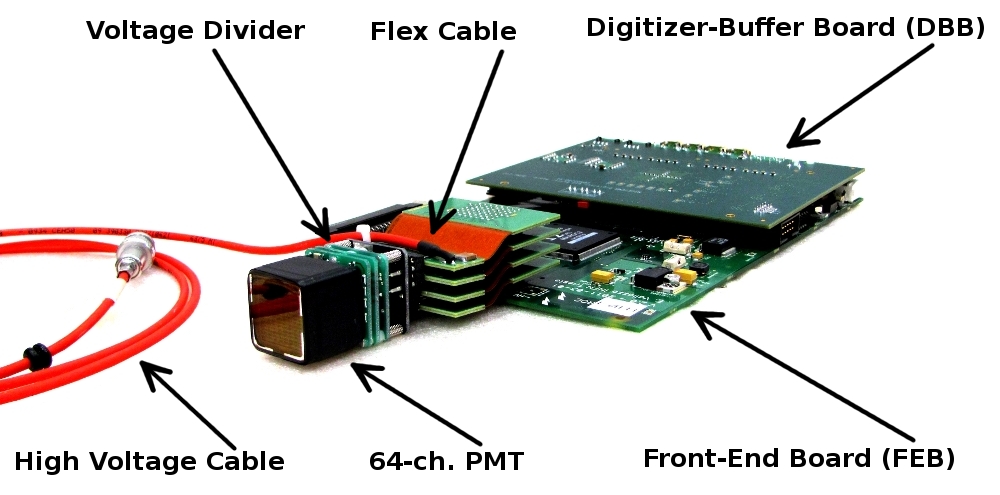 Voltage Divider
Flex Cable
Digitizer-Buffer Board (DBB)
High Voltage Cable
64-ch. PMT
Front-End Board (FEB)